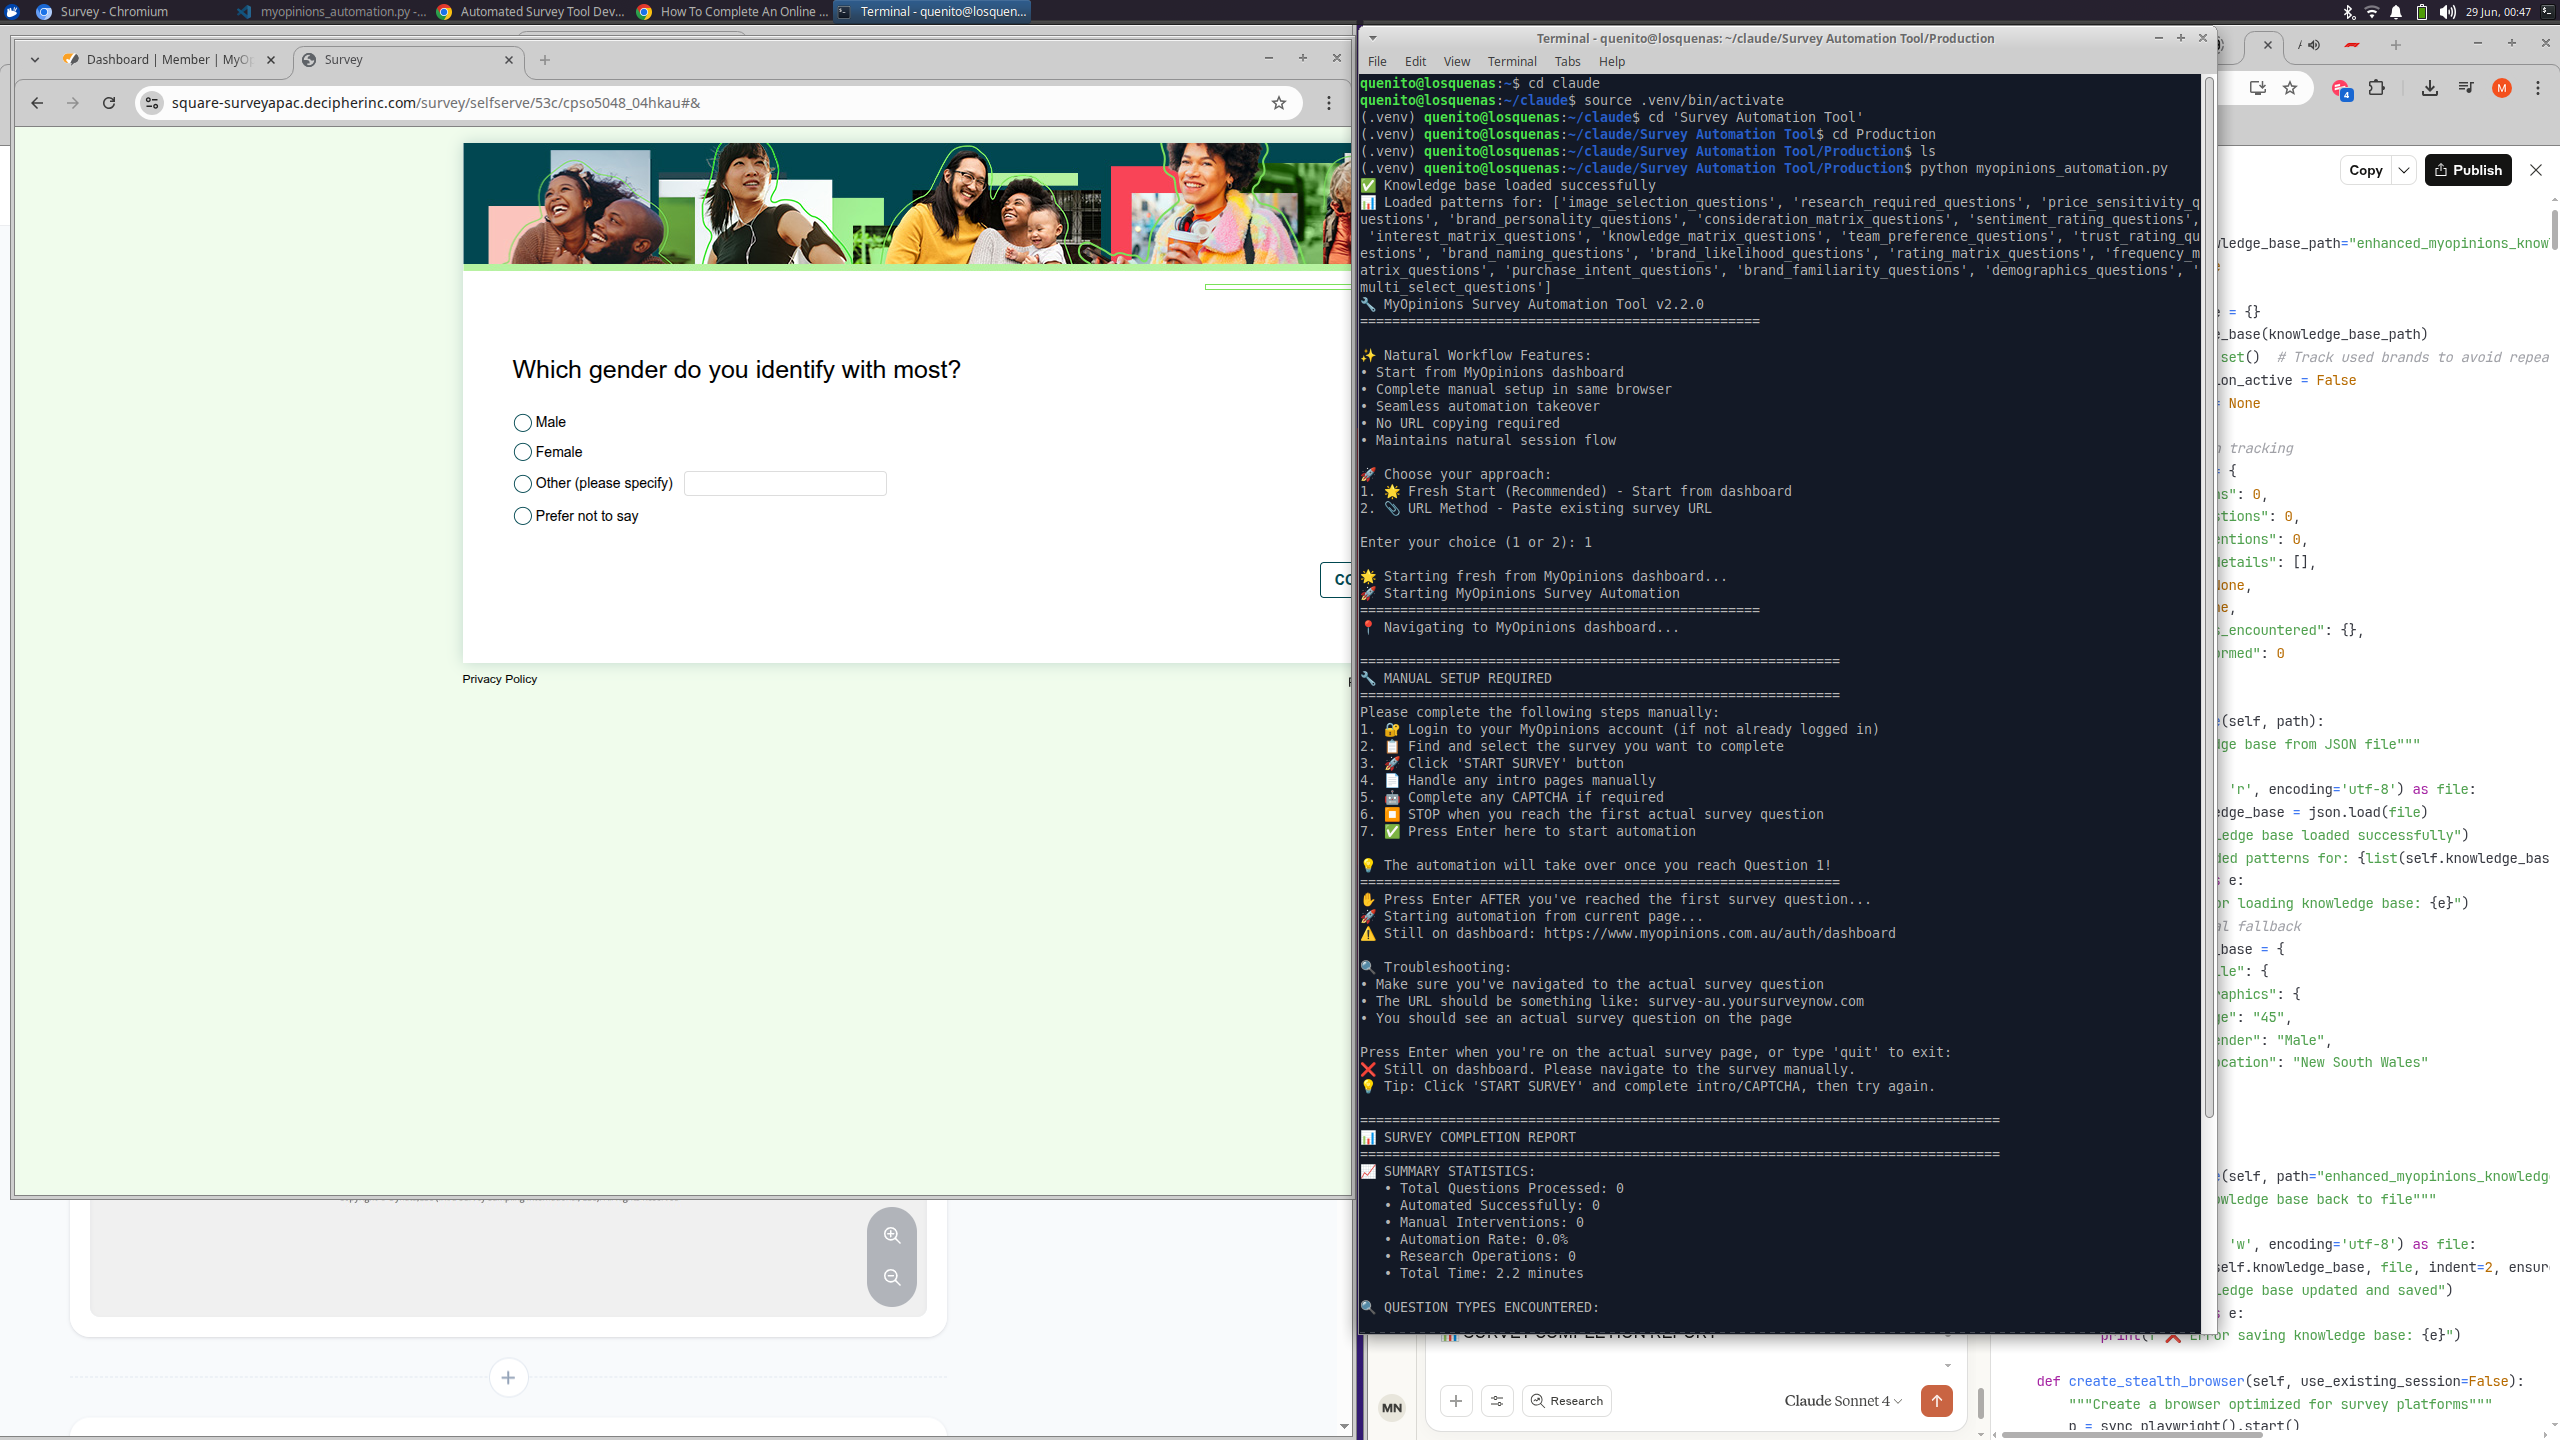 Survey - Chromium
myopinions_automation.py -...
Automated Survey Tool Dev...
How To Complete An Online ...
Terminal - quenito@losquen...
29 Jun, 00:47
Dashboard | Member | MyOp
Survey
square-surveyapac.decipherinc.com/survey/selfserve/53c/cpso5048_04hkau#&
Which gender do you identify with most?
Male
Female
Other (please specify)
Prefer not to say
CO
Privacy Policy
Terminal - quenito@losquenas: ~/claude/Survey Automation Tool/Production
File Edit View Terminal Tabs Help
quenito@losquenas:~$ cd claude
quenito@losquenas:~/claude$ source .venv/bin/activate
(.venv) quenito@losquenas:~/claude$ cd 'Survey Automation Tool'
(.venv) quenito@losquenas:~/claude/Survey Automation Tool$ cd Production
(.venv) quenito@losquenas:~/claude/Survey Automation Tool/Production$ ls
(.venv) quenito@losquenas:~/claude/Survey Automation Tool/Production$ python myopinions_automation.py
✅ Knowledge base loaded successfully
📊 Loaded patterns for: ['image_selection_questions', 'research_required_questions', 'price_sensitivity_q
uestions', 'brand_personality_questions', 'consideration_matrix_questions', 'sentiment_rating_questions',
'interest_matrix_questions', 'knowledge_matrix_questions', 'team_preference_questions', 'trust_rating_qu
estions', 'brand_naming_questions', 'brand_likelihood_questions', 'rating_matrix_questions', 'frequency_m
atrix_questions', 'purchase_intent_questions', 'brand_familiarity_questions', 'demographics_questions', '
multi_select_questions']
🔧 MyOpinions Survey Automation Tool v2.2.0
==================================================
✨ Natural Workflow Features:
• Start from MyOpinions dashboard
• Complete manual setup in same browser
• Seamless automation takeover
• No URL copying required
• Maintains natural session flow
🚀 Choose your approach:
1. 🌟 Fresh Start (Recommended) - Start from dashboard
2. 📎 URL Method - Paste existing survey URL
Enter your choice (1 or 2): 1
🌟 Starting fresh from MyOpinions dashboard...
🚀 Starting MyOpinions Survey Automation
==================================================
📍 Navigating to MyOpinions dashboard...
============================================================
🔧 MANUAL SETUP REQUIRED
============================================================
Please complete the following steps manually:
1. 🔐 Login to your MyOpinions account (if not already logged in)
2. 📋 Find and select the survey you want to complete
3. 🚀 Click 'START SURVEY' button
4. 📄 Handle any intro pages manually
5. 🤖 Complete any CAPTCHA if required
6. ⏹️ STOP when you reach the first actual survey question
7. ✅ Press Enter here to start automation
💡 The automation will take over once you reach Question 1!
============================================================
✋ Press Enter AFTER you've reached the first survey question...
🚀 Starting automation from current page...
⚠️ Still on dashboard: https://www.myopinions.com.au/auth/dashboard
🔍 Troubleshooting:
• Make sure you've navigated to the actual survey question
• The URL should be something like: survey-au.yoursurveynow.com
• You should see an actual survey question on the page
Press Enter when you're on the actual survey page, or type 'quit' to exit:
❌ Still on dashboard. Please navigate to the survey manually.
💡 Tip: Click 'START SURVEY' and complete intro/CAPTCHA, then try again.
================================================================================
📊 SURVEY COMPLETION REPORT
================================================================================
📈 SUMMARY STATISTICS:
• Total Questions Processed: 0
• Automated Successfully: 0
• Manual Interventions: 0
• Automation Rate: 0.0%
• Research Operations: 0
• Total Time: 2.2 minutes
🔍 QUESTION TYPES ENCOUNTERED:
4
M
Copy
Publish
wledge_base_path="enhanced_myopinions_know
= {}
e_base(knowledge_base_path)
set()  # Track used brands to avoid repea
ion_active = False
= None
n tracking
= {
ns": 0,
stions": 0,
entions": 0,
details": [],
None,
ne,
s_encountered": {},
ormed": 0
e(self, path):
dge base from JSON file"""
'r', encoding='utf-8') as file:
edge_base = json.load(file)
ledge base loaded successfully")
ded patterns for: {list(self.knowledge_bas
s e:
or loading knowledge base: {e}")
al fallback
_base = {
ile": {
raphics": {
ge": "45",
ender": "Male",
ocation": "New South Wales"
e(self, path="enhanced_myopinions_knowledg
owledge base back to file"""
'w', encoding='utf-8') as file:
self.knowledge_base, file, indent=2, ensur
ledge base updated and saved")
s e:
print(f"❌ Error saving knowledge base: {e}")
def create_stealth_browser(self, use_existing_session=False):
"""Create a browser optimized for survey platforms"""
p = sync_playwright().start()
📊 SURVEY COMPLETION REPORT
Research
Claude Sonnet 4
MN